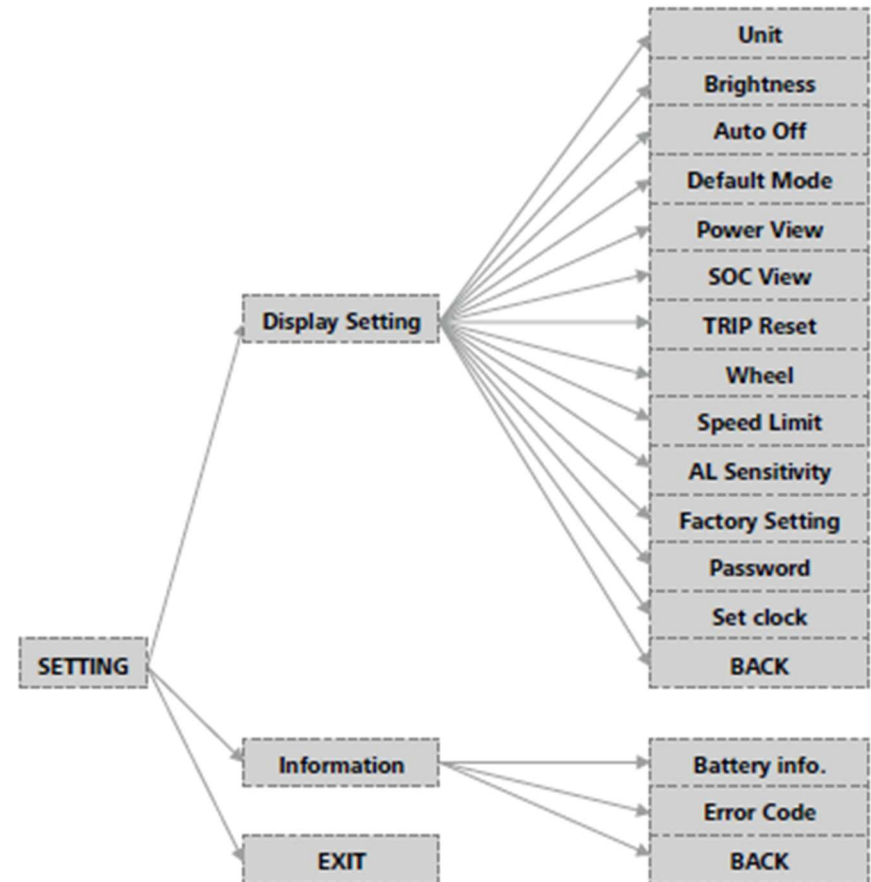 SETTING
Display Setting
Unit
Brightness
Auto Off
Default Mode
Power View
SOC View
TRIP Reset
Wheel
Speed Limit
AL Sensitivity
Factory Setting
Password
Set clock
BACK
Information
Battery info.
Error Code
BACK
EXIT